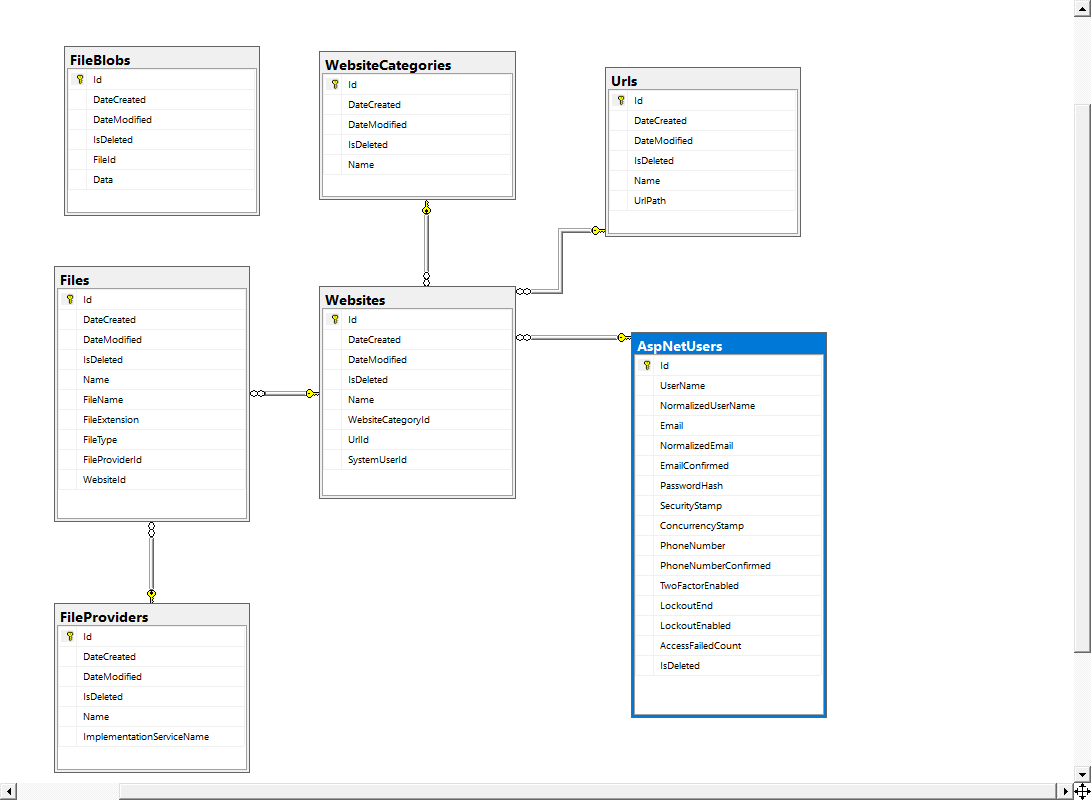 FileBlobs
Id
DateCreated
DateModified
IsDeleted
FileId
Data
WebsiteCategories
Id
DateCreated
DateModified
IsDeleted
Name
Urls
Id
DateCreated
DateModified
IsDeleted
Name
UrlPath
Files
Id
DateCreated
DateModified
IsDeleted
Name
FileName
FileExtension
FileType
FileProviderId
WebsiteId
Websites
Id
DateCreated
DateModified
IsDeleted
Name
WebsiteCategoryId
UrlId
SystemUserId
AspNetUsers
Id
UserName
NormalizedUserName
Email
NormalizedEmail
EmailConfirmed
PasswordHash
SecurityStamp
ConcurrencyStamp
PhoneNumber
PhoneNumberConfirmed
TwoFactorEnabled
LockoutEnd
LockoutEnabled
AccessFailedCount
IsDeleted
FileProviders
Id
DateCreated
DateModified
IsDeleted
Name
ImplementationServiceName